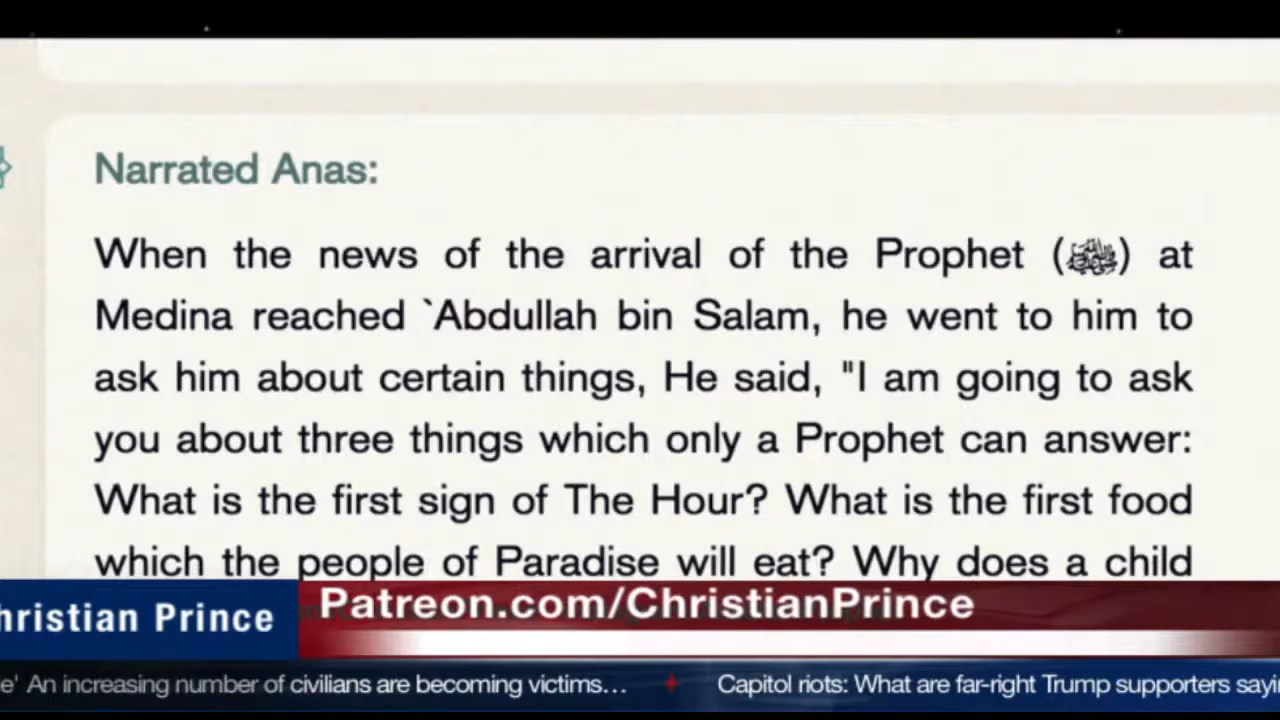 Narrated Anas:
When the news of the arrival of the Prophet (ﷺ) at
Medina reached `Abdullah bin Salam, he went to him to
ask him about certain things, He said, "I am going to ask
you about three things which only a Prophet can answer:
What is the first sign of The Hour? What is the first food
which the people of Paradise will eat? Why does a child
hristian Prince
Patreon.com/ChristianPrince
e' An increasing number of civilians are becoming victims... Capitol riots: What are far-right Trump supporters sayi